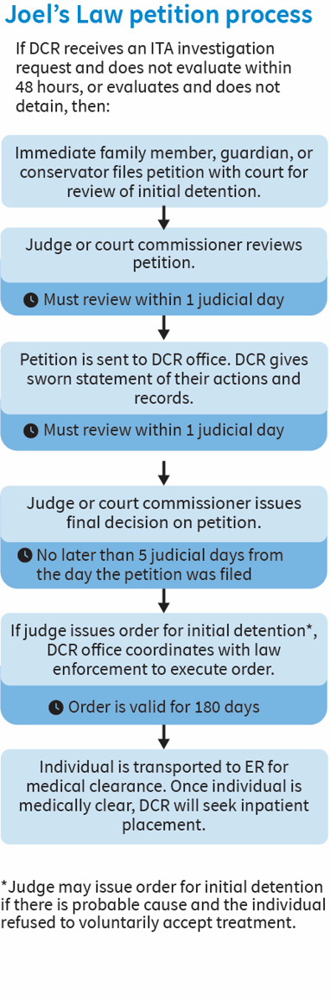 Joel's Law petition process
If DCR receives an ITA investigation
request and does not evaluate within
48 hours, or evaluates and does not
detain, then:
Immediate family member, guardian, or
conservator files petition with court for
review of initial detention.
Judge or court commissioner reviews
petition.
Must review within 1 judicial day
Petition is sent to DCR office. DCR gives
sworn statement of their actions and
records.
Must review within 1 judicial day
Judge or court commissioner issues
final decision on petition.
No later than 5 judicial days from
the day the petition was filed
If judge issues order for initial detention*,
DCR office coordinates with law
enforcement to execute order.
Order is valid for 180 days
Individual is transported to ER for
medical clearance. Once individual is
medically clear, DCR will seek inpatient
placement.
*Judge may issue order for initial detention
if there is probable cause and the individual
refused to voluntarily accept treatment.